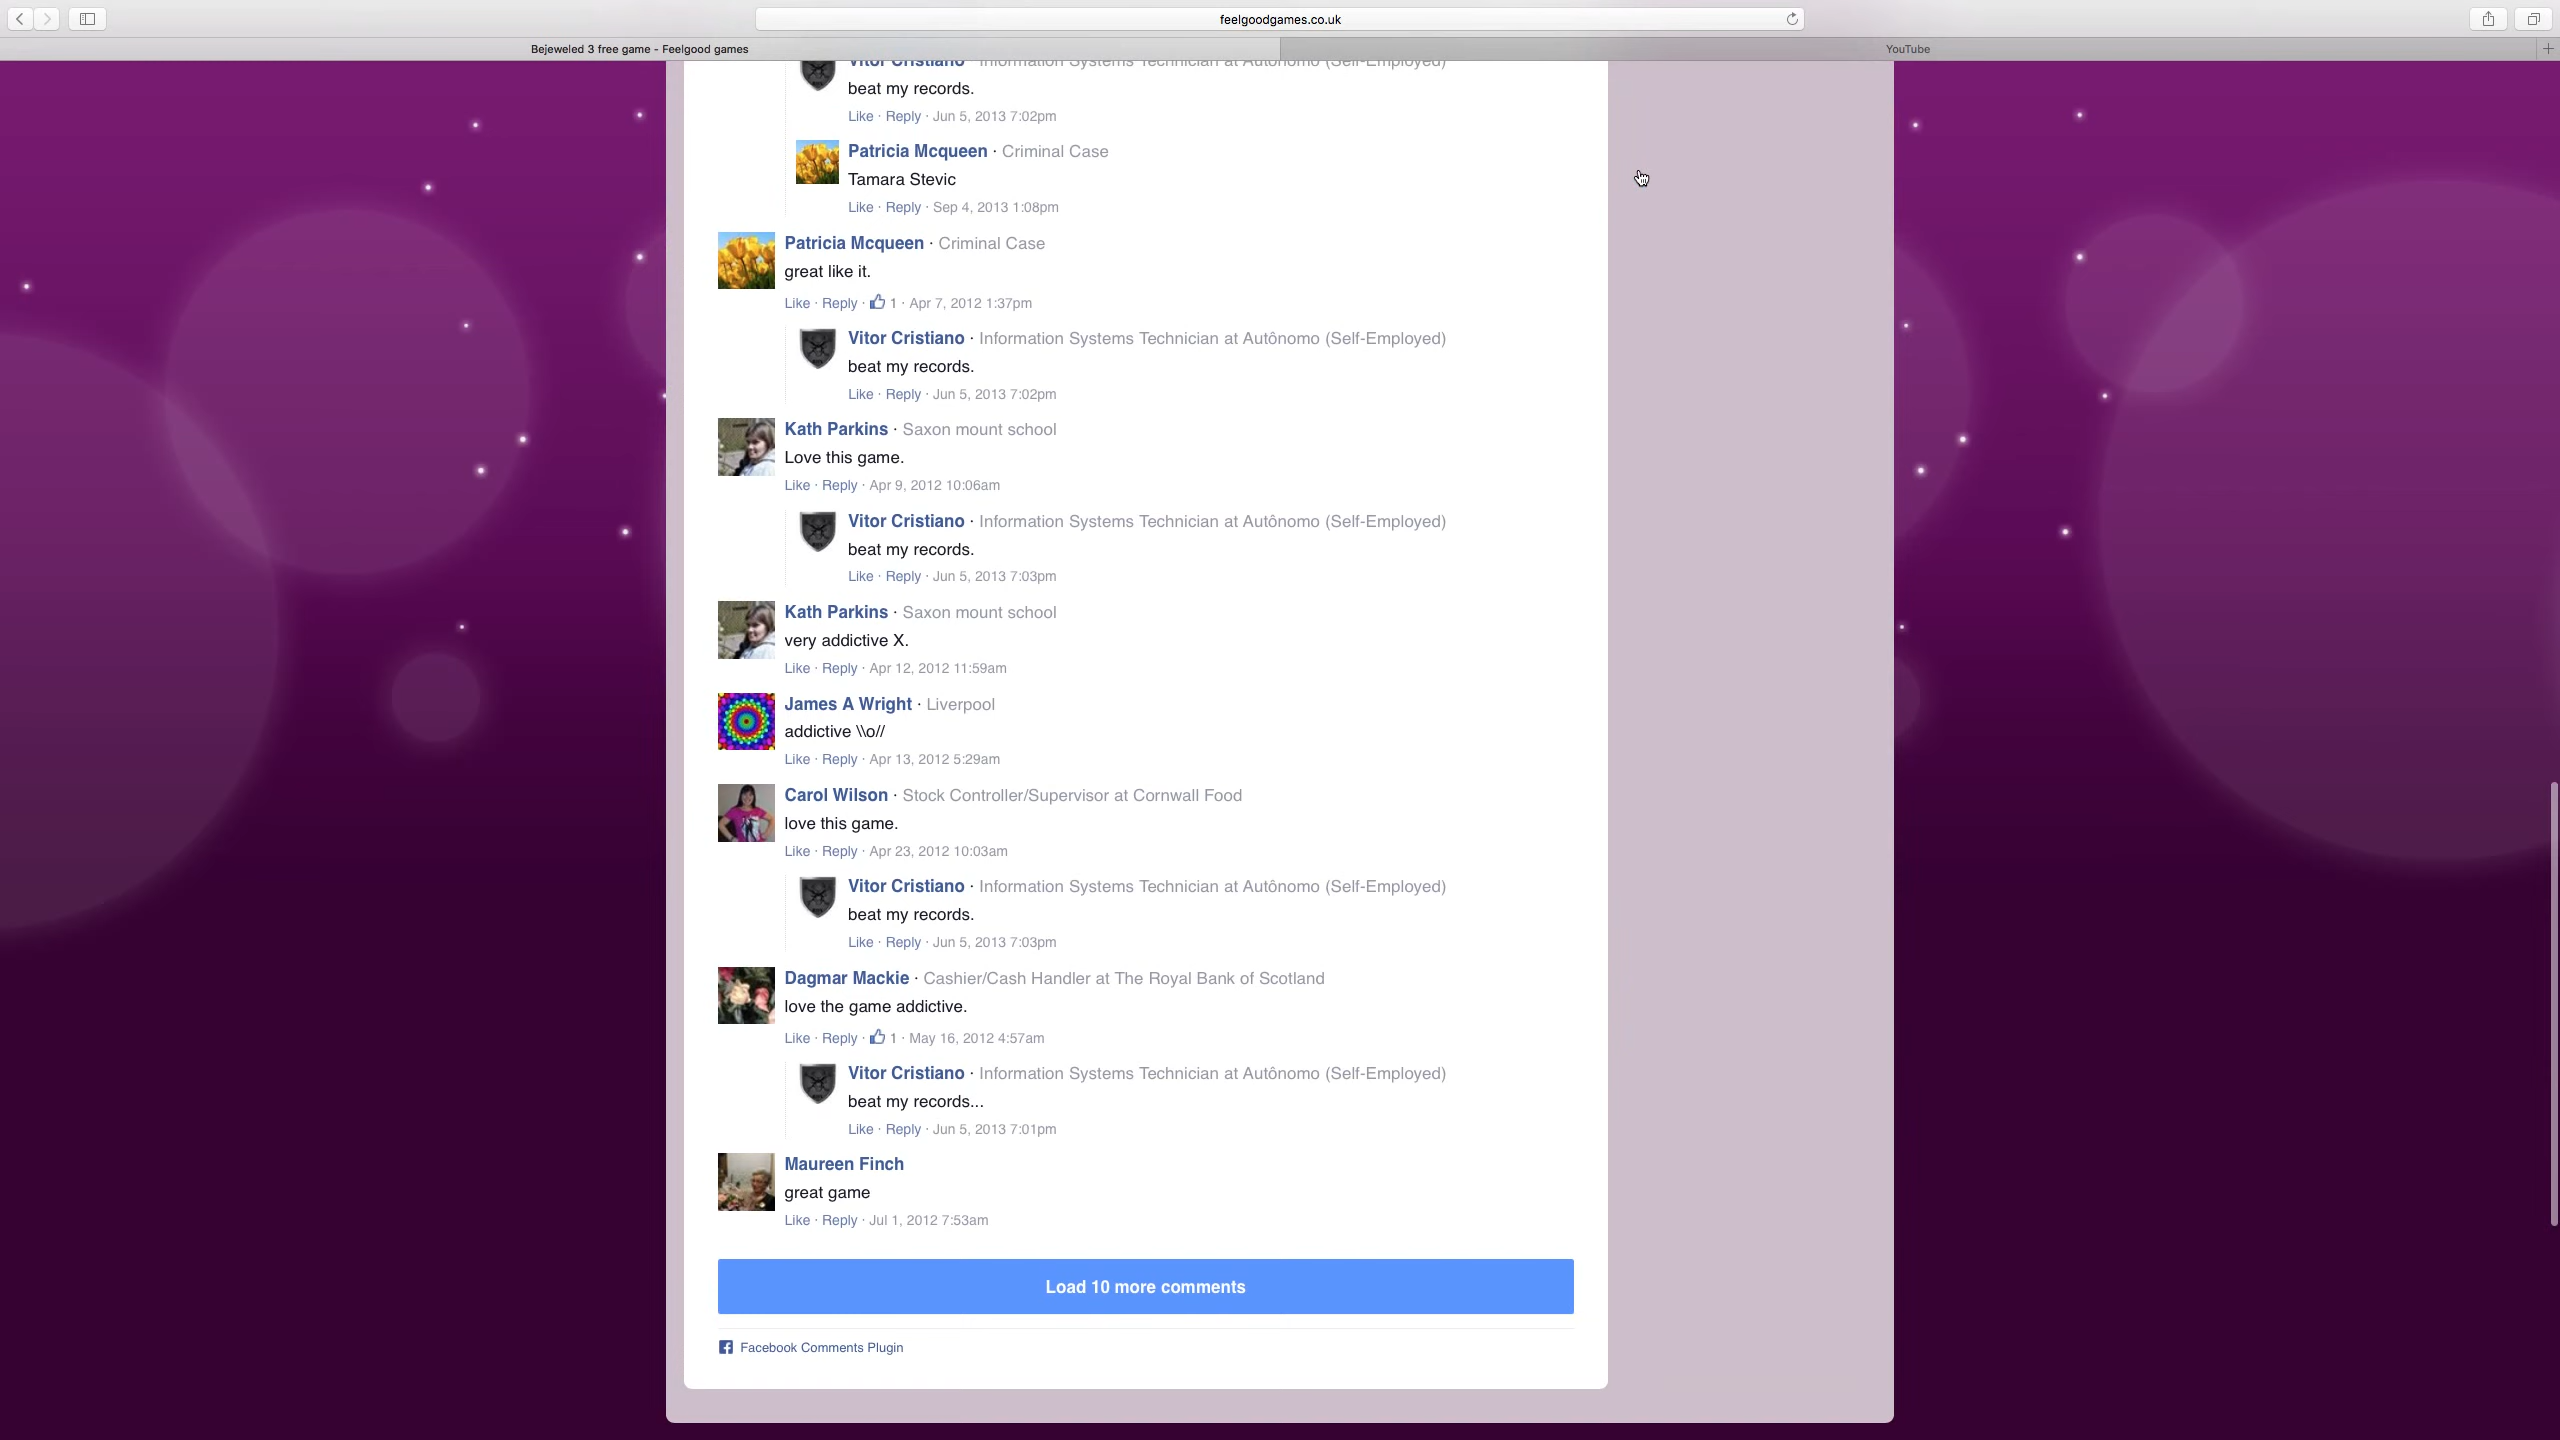 feelgoodgames.co.uk
Bejeweled 3 free game - Feelgood games
YouTube
Vitor Cristiano · Information Systems Technician at Autônomo (Self-Employed)
beat my records.
Like · Reply · Jun 5, 2013 7:02pm
Patricia Mcqueen · Criminal Case
Tamara Stevic
Like · Reply · Sep 4, 2013 1:08pm
Patricia Mcqueen · Criminal Case
great like it.
Like · Reply · 1 · Apr 7, 2012 1:37pm
Vitor Cristiano · Information Systems Technician at Autônomo (Self-Employed)
beat my records.
Like · Reply · Jun 5, 2013 7:02pm
Kath Parkins · Saxon mount school
Love this game.
Like · Reply · Apr 9, 2012 10:06am
Vitor Cristiano · Information Systems Technician at Autônomo (Self-Employed)
beat my records.
Like · Reply · Jun 5, 2013 7:03pm
Kath Parkins · Saxon mount school
very addictive X.
Like · Reply · Apr 12, 2012 11:59am
James A Wright · Liverpool
addictive \\o//
Like · Reply · Apr 13, 2012 5:29am
Carol Wilson · Stock Controller/Supervisor at Cornwall Food
love this game.
Like · Reply · Apr 23, 2012 10:03am
Vitor Cristiano · Information Systems Technician at Autônomo (Self-Employed)
beat my records.
Like · Reply · Jun 5, 2013 7:03pm
Dagmar Mackie · Cashier/Cash Handler at The Royal Bank of Scotland
love the game addictive.
Like · Reply · 1 · May 16, 2012 4:57am
Vitor Cristiano · Information Systems Technician at Autônomo (Self-Employed)
beat my records...
Like · Reply · Jun 5, 2013 7:01pm
Maureen Finch
great game
Like · Reply · Jul 1, 2012 7:53am
Load 10 more comments
Facebook Comments Plugin